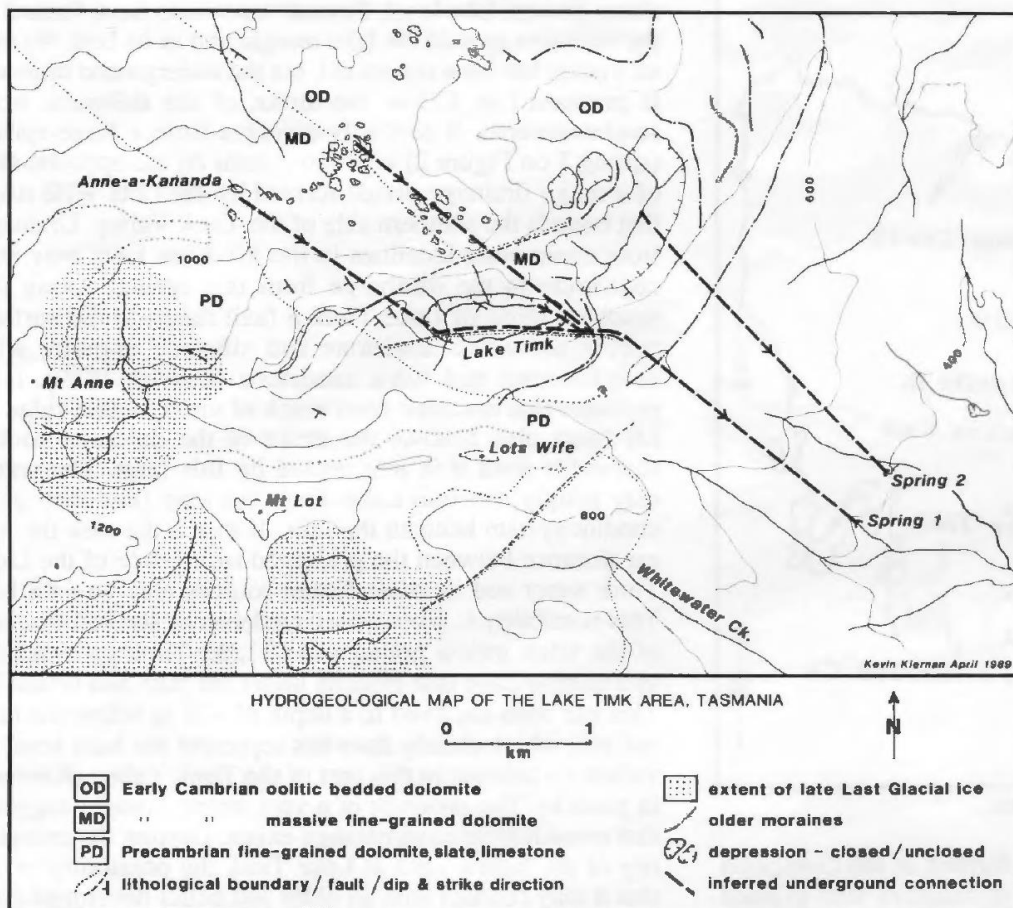 OD
OD
MD
Anne-a-Kananda
600
1000
MD
PD
Lake Timk
400
Mt Anne
PD
Lots Wife
Spring 2
Mt Lot
Spring 1
1200
800
Whitewater Ck.
Kevin Kiernan April 1989
HYDROGEOLOGICAL MAP OF THE LAKE TIMK AREA, TASMANIA
0 1
km
N
OD Early Cambrian oolitic bedded dolomite
MD " " massive fine-grained dolomite
PD Precambrian fine-grained dolomite,slate,limestone
lithological boundary / fault / dip & strike direction
extent of late Last Glacial ice
older moraines
depression - closed / unclosed
inferred underground connection